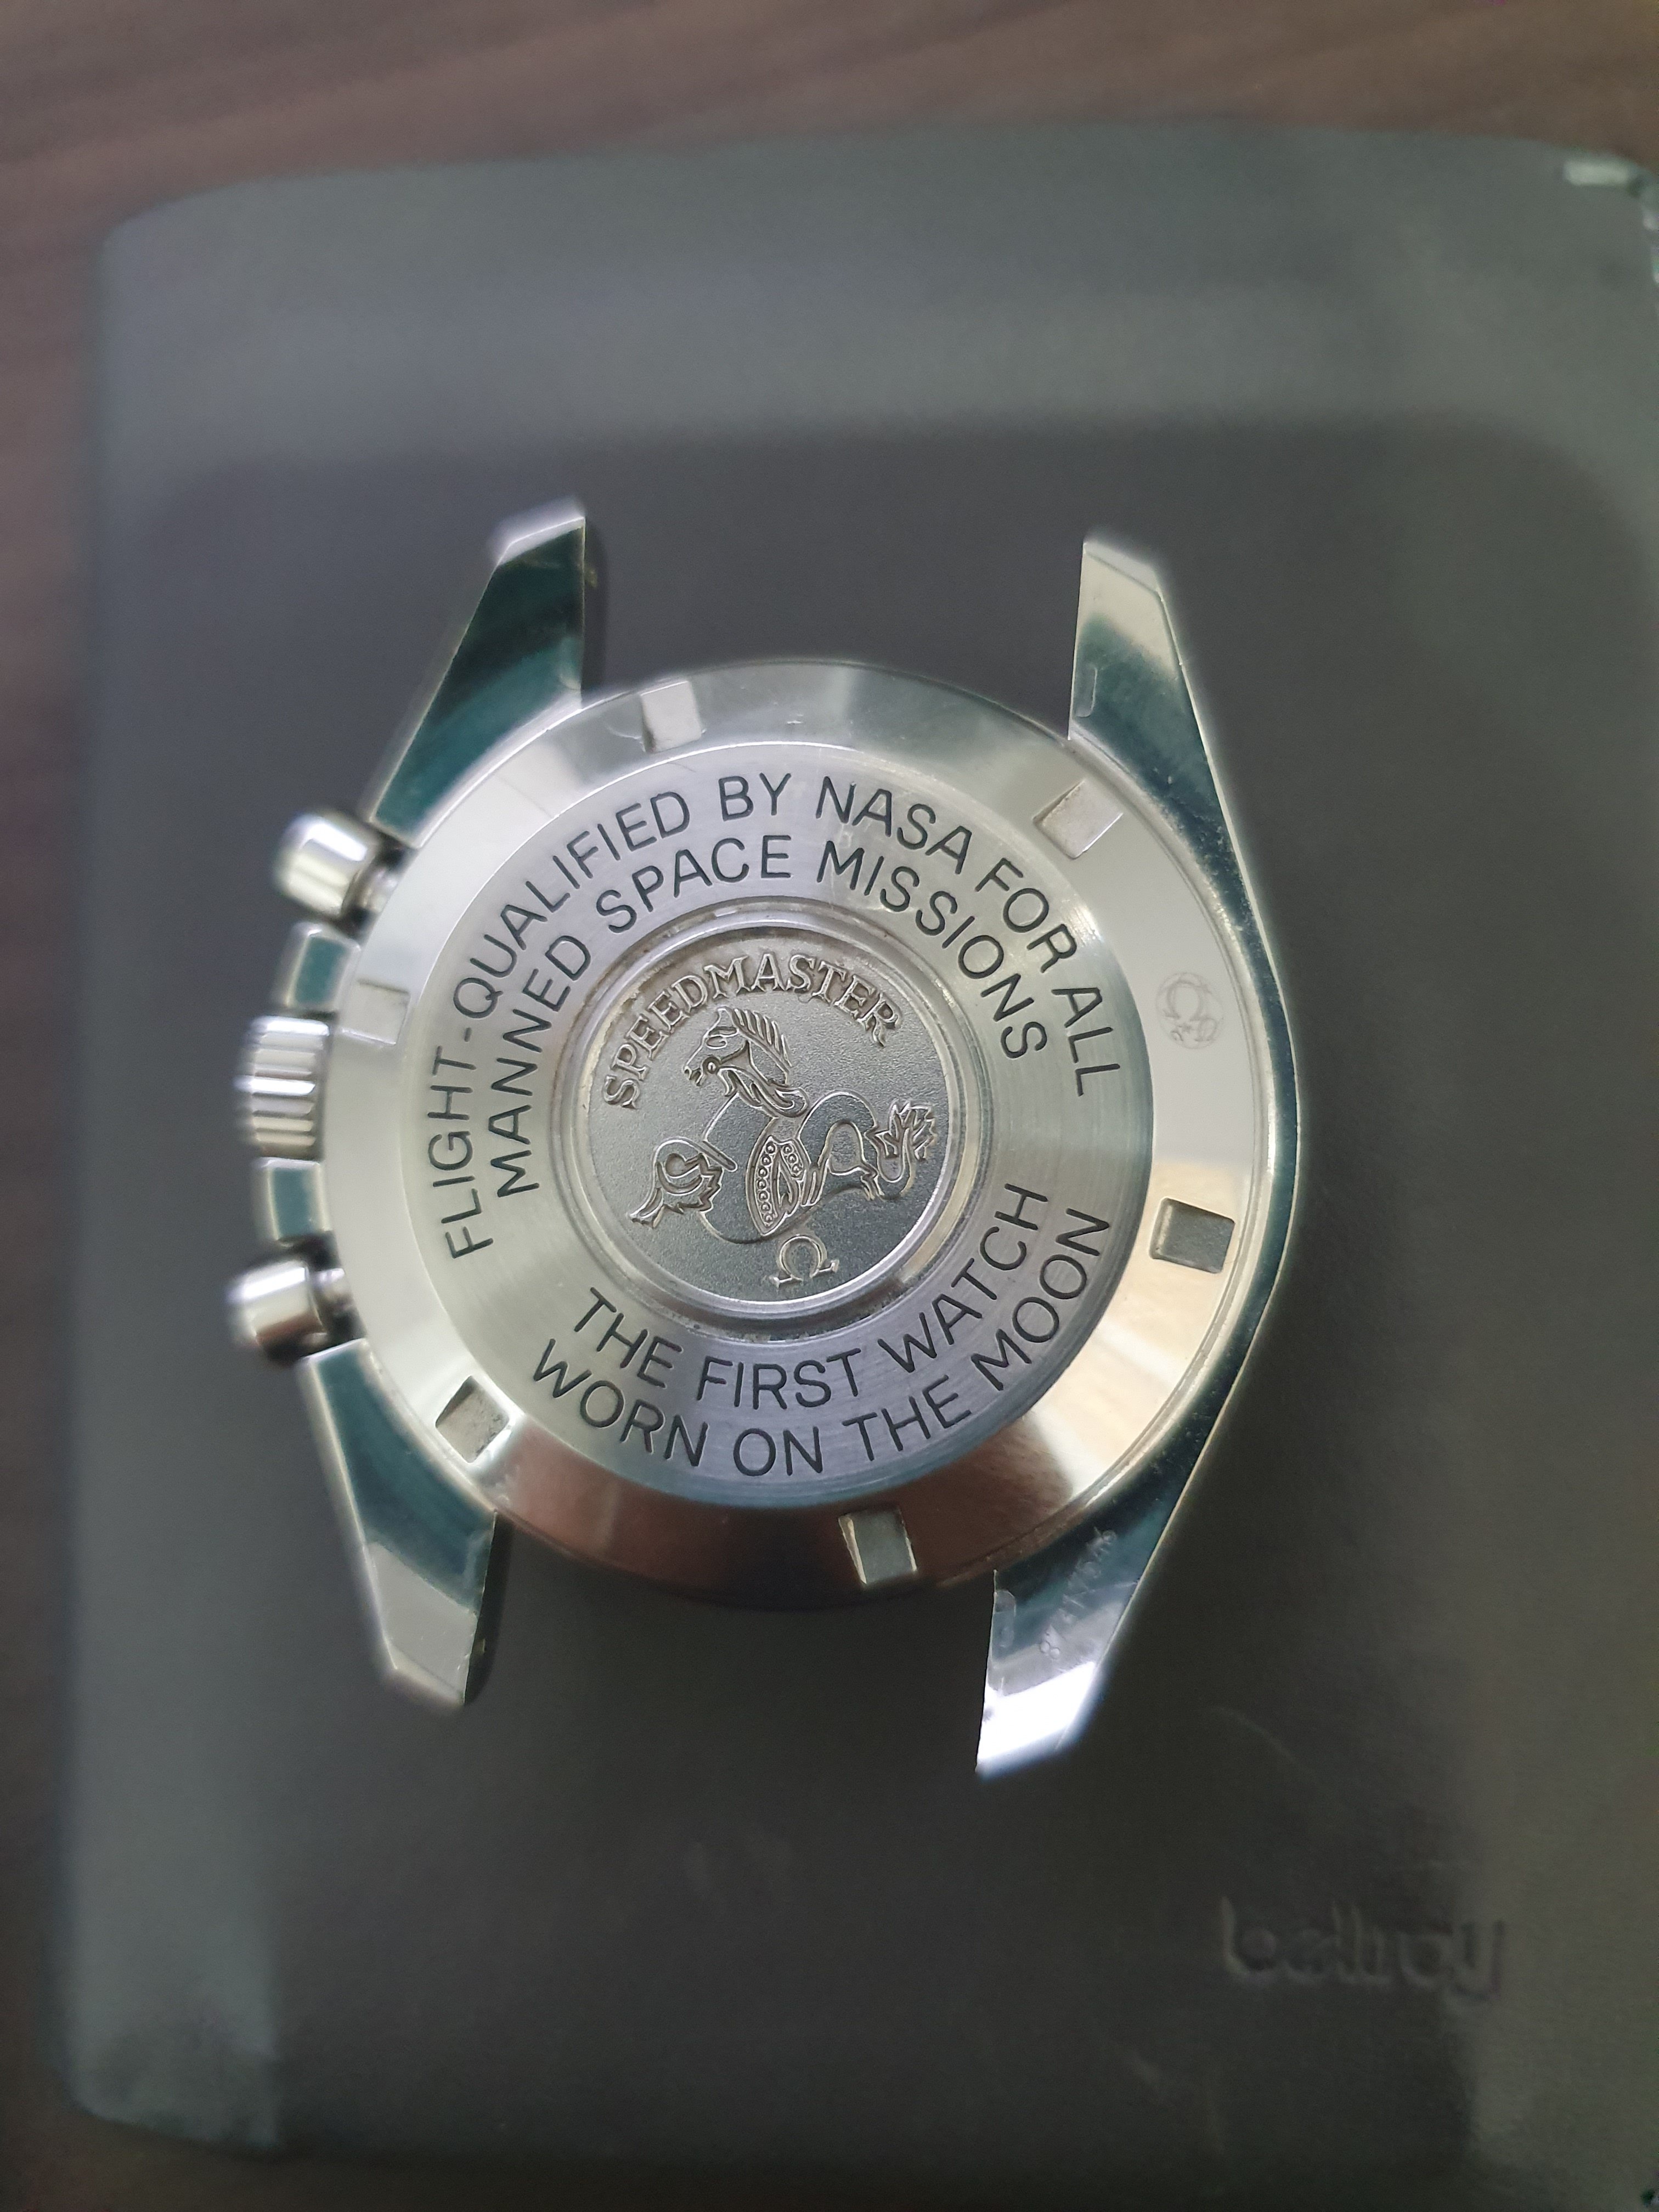 FLIGHT-QUALIFIED BY NASA FOR ALL
MANNED SPACE MISSIONS
SPEEDMASTER
Ω
THE FIRST WATCH
WORN ON THE MOON
bellroy